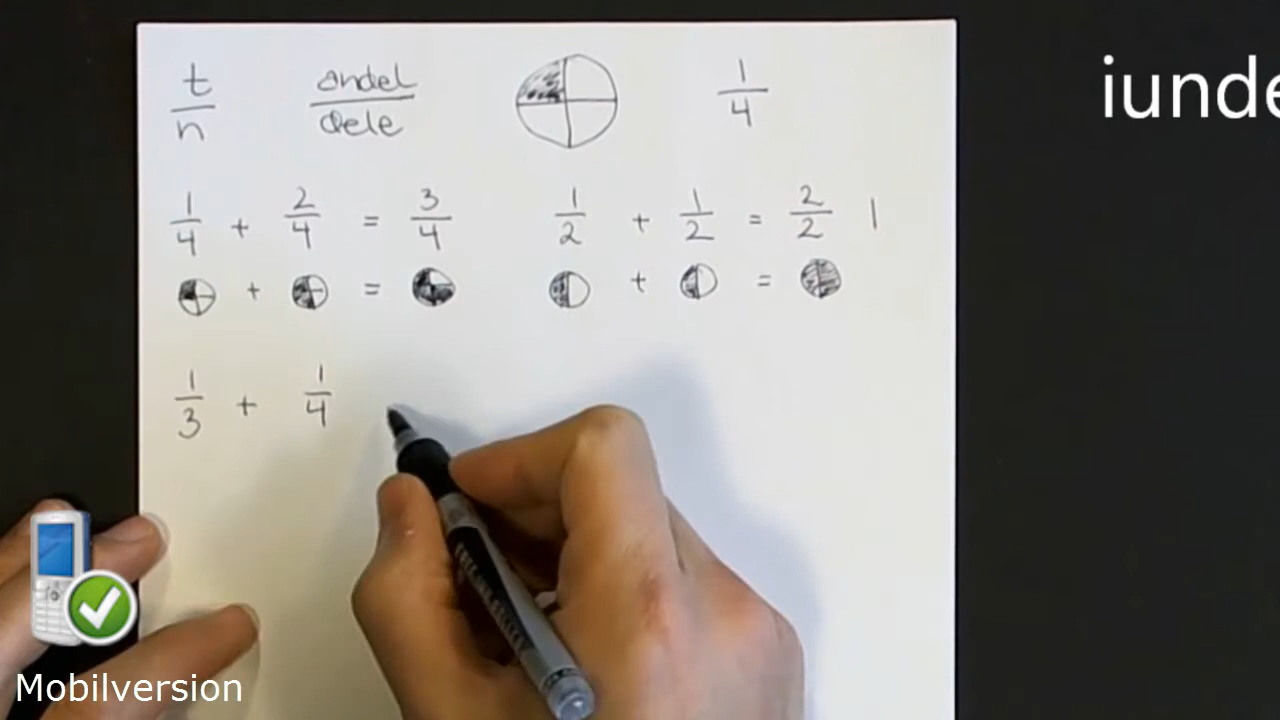 t/n andel/dele 1/4
1/4 + 2/4 = 3/4 1/2 + 1/2 = 2/2 1
+ = + =
1/3 + 1/4
iunde
Mobilversion